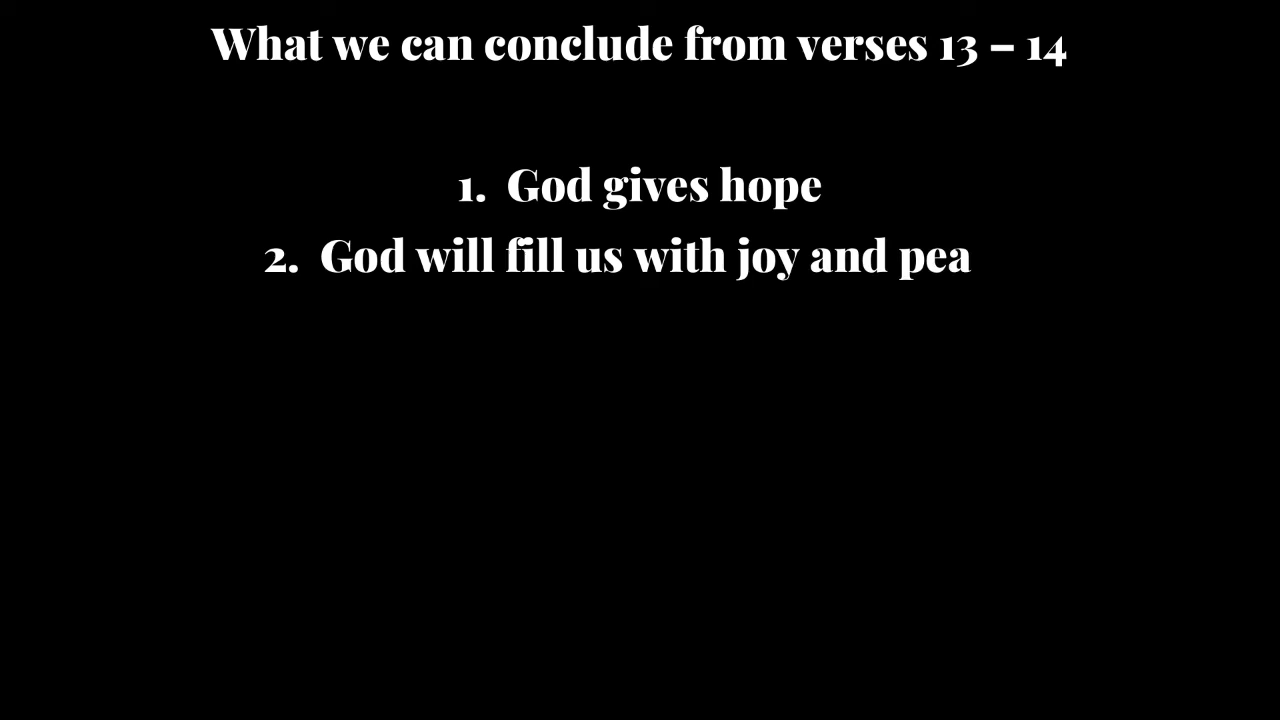 What we can conclude from verses 13 – 14
1. God gives hope
2. God will fill us with joy and pea